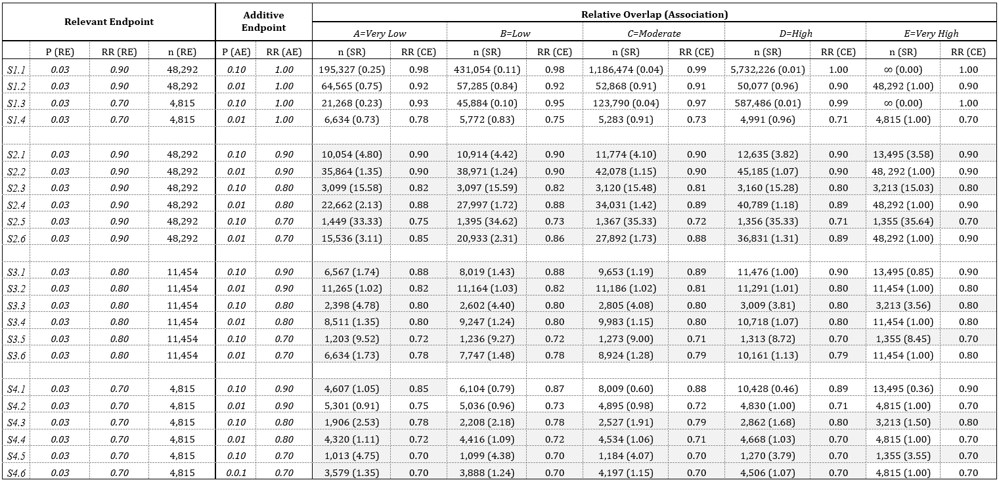 Relevant Endpoint Additive Endpoint Relative Overlap (Association)
A=Very Low B=Low C=Moderate D=High E=Very High
P (RE) RR (RE) n (RE) P (AE) RR (AE) n (SR) RR (CE) n (SR) RR (CE) n (SR) RR (CE) n (SR) RR (CE) n (SR) RR (CE)
S1.1 0.03 0.90 48,292 0.10 1.00 195,327 (0.25) 0.98 431,054 (0.11) 0.98 1,186,474 (0.04) 0.99 5,732,226 (0.01) 1.00 ∞ (0.00) 1.00
S1.2 0.03 0.90 48,292 0.01 1.00 64,565 (0.75) 0.92 57,285 (0.84) 0.92 52,868 (0.91) 0.91 50,077 (0.96) 0.90 48,292 (1.00) 0.90
S1.3 0.03 0.70 4,815 0.10 1.00 21,268 (0.23) 0.93 45,884 (0.10) 0.95 123,790 (0.04) 0.97 587,486 (0.01) 0.99 ∞ (0.00) 1.00
S1.4 0.03 0.70 4,815 0.01 1.00 6,634 (0.73) 0.78 5,772 (0.83) 0.75 5,283 (0.91) 0.73 4,991 (0.96) 0.71 4,815 (1.00) 0.70
S2.1 0.03 0.90 48,292 0.10 0.90 10,054 (4.80) 0.90 10,914 (4.42) 0.90 11,774 (4.10) 0.90 12,635 (3.82) 0.90 13,495 (3.58) 0.90
S2.2 0.03 0.90 48,292 0.01 0.90 35,864 (1.35) 0.90 38,971 (1.24) 0.90 42,078 (1.15) 0.90 45,185 (1.07) 0.90 48, 292 (1.00) 0.90
S2.3 0.03 0.90 48,292 0.10 0.80 3,099 (15.58) 0.82 3,097 (15.59) 0.82 3,120 (15.48) 0.81 3,160 (15.28) 0.80 3,213 (15.03) 0.80
S2.4 0.03 0.90 48,292 0.01 0.80 22,662 (2.13) 0.88 27,997 (1.72) 0.88 34,031 (1.42) 0.89 40,789 (1.18) 0.89 48,292 (1.00) 0.90
S2.5 0.03 0.90 48,292 0.10 0.70 1,449 (33.33) 0.75 1,395 (34.62) 0.73 1,367 (35.33) 0.72 1,356 (35.33) 0.71 1,355 (35.64) 0.70
S2.6 0.03 0.90 48,292 0.01 0.70 15,536 (3.11) 0.85 20,933 (2.31) 0.86 27,892 (1.73) 0.88 36,831 (1.31) 0.89 48,292 (1.00) 0.90
S3.1 0.03 0.80 11,454 0.10 0.90 6,567 (1.74) 0.88 8,019 (1.43) 0.88 9,653 (1.19) 0.89 11,476 (1.00) 0.90 13,495 (0.85) 0.90
S3.2 0.03 0.80 11,454 0.01 0.90 11,265 (1.02) 0.82 11,164 (1.03) 0.82 11,186 (1.02) 0.81 11,291 (1.01) 0.80 11,454 (1.00) 0.80
S3.3 0.03 0.80 11,454 0.10 0.80 2,398 (4.78) 0.80 2,602 (4.40) 0.80 2,805 (4.08) 0.80 3,009 (3.81) 0.80 3,213 (3.56) 0.80
S3.4 0.03 0.80 11,454 0.01 0.80 8,511 (1.35) 0.80 9,247 (1.24) 0.80 9,983 (1.15) 0.80 10,718 (1.07) 0.80 11,454 (1.00) 0.80
S3.5 0.03 0.80 11,454 0.10 0.70 1,203 (9.52) 0.72 1,236 (9.27) 0.72 1,273 (9.00) 0.71 1,313 (8.72) 0.70 1,355 (8.45) 0.70
S3.6 0.03 0.80 11,454 0.01 0.70 6,634 (1.73) 0.78 7,747 (1.48) 0.78 8,924 (1.28) 0.79 10,161 (1.13) 0.79 11,454 (1.00) 0.80
S4.1 0.03 0.70 4,815 0.10 0.90 4,607 (1.05) 0.85 6,104 (0.79) 0.87 8,009 (0.60) 0.88 10,428 (0.46) 0.89 13,495 (0.36) 0.90
S4.2 0.03 0.70 4,815 0.01 0.90 5,301 (0.91) 0.75 5,036 (0.96) 0.73 4,895 (0.98) 0.72 4,830 (1.00) 0.71 4,815 (1.00) 0.70
S4.3 0.03 0.70 4,815 0.10 0.80 1,906 (2.53) 0.78 2,208 (2.18) 0.78 2,527 (1.91) 0.79 2,862 (1.68) 0.80 3,213 (1.50) 0.80
S4.4 0.03 0.70 4,815 0.01 0.80 4,320 (1.11) 0.72 4,416 (1.09) 0.72 4,534 (1.06) 0.71 4,668 (1.03) 0.70 4,815 (1.00) 0.70
S4.5 0.03 0.70 4,815 0.10 0.70 1,013 (4.75) 0.70 1,099 (4.38) 0.70 1,184 (4.07) 0.70 1,270 (3.79) 0.70 1,355 (3.55) 0.70
S4.6 0.03 0.70 4,815 0.0.1 0.70 3,579 (1.35) 0.70 3,888 (1.24) 0.70 4,197 (1.15) 0.70 4,506 (1.07) 0.70 4,815 (1.00) 0.70